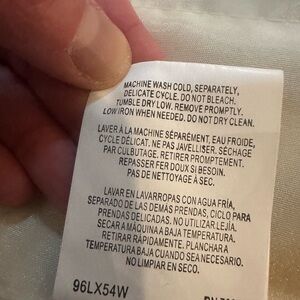 MACHINE WASH COLD, SEPARATELY,
DELICATE CYCLE. DO NOT BLEACH.
TUMBLE DRY LOW. REMOVE PROMPTLY.
LOW IRON WHEN NEEDED. DO NOT DRY CLEAN.
LAVER À LA MACHINE SÉPARÉMENT, EAU FROIDE,
CYCLE DÉLICAT. NE PAS JAVELLISER. SÉCHAGE
PAR CULBUTAGE. RETIRER PROMPTEMENT.
REPASSER FER DOUX SI BESOIN.
PAS DE NETTOYAGE À SEC.
LAVAR EN LAVARROPAS CON AGUA FRÍA,
SEPARADO DE LAS DEMAS PRENDAS, CICLO PARA
PRENDAS DELICADAS. NO UTILIZAR LEJÍA.
SECAR A MÁQUINA A BAJA TEMPERATURA.
RETIRAR RÁPIDAMENTE. PLANCHAR A
TEMPERATURA BAJA CUANDO SEA NECESARIO.
NO LIMPIAR EN SECO.
96LX54W